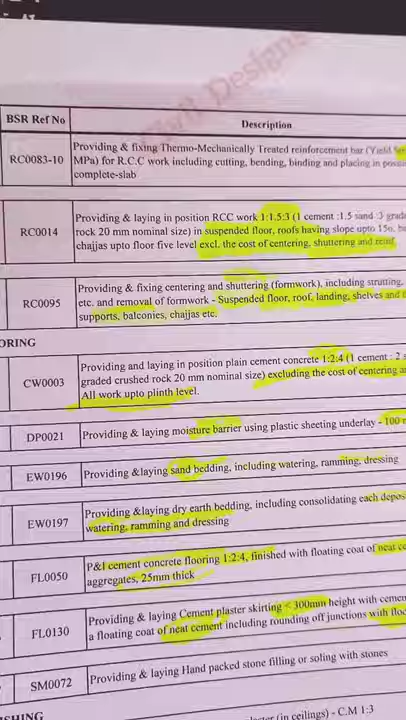 BSR Ref No
Description
RC0083-10
Providing & fixing Thermo-Mechanically Treated reinforcement bar (Yield
MPa) for R.C.C work including cutting, bending, binding and placing in
complete-slab
RC0014
Providing & laying in position RCC work 1:1.5:3 (1 cement :1.5 sand :3
rock 20 mm nominal size) in suspended floor, roofs having slope upto 15o,
chajjas upto floor five level excl. the cost of centering, shuttering and reinf.
RC0095
Providing & fixing centering and shuttering (formwork), including strutting,
etc. and removal of formwork - Suspended floor, roof, landing, shelves and
supports, balconies, chajjas etc.
ORING
CW0003
Providing and laying in position plain cement concrete 1:2:4 (1 cement : 2
graded crushed rock 20 mm nominal size) excluding the cost of centering
All work upto plinth level.
DP0021
Providing & laying moisture barrier using plastic sheeting underlay - 100
EW0196
Providing &laying sand bedding, including watering, ramming, dressing
EW0197
Providing &laying dry earth bedding, including consolidating each
watering, ramming and dressing
FL0050
P&l cement concrete flooring 1:2:4, finished with floating coat of neat
aggregates, 25mm thick
FL0130
Providing & laying Cement plaster skirting < 300mm height with
a floating coat of neat cement including rounding off junctions with
SM0072
Providing & laying Hand packed stone filling or soling with stones
(in ceilings) - C.M 1:3